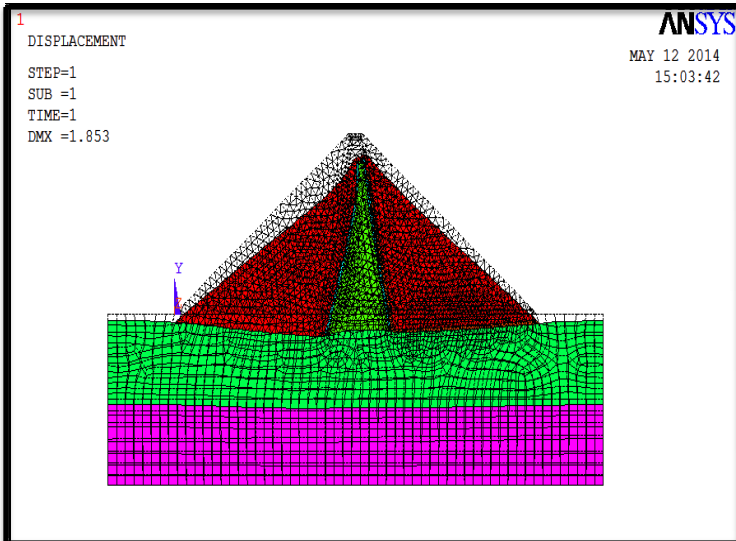 1
DISPLACEMENT
STEP=1
SUB =1
TIME=1
DMX =1.853
ANSYS
MAY 12 2014
15:03:42
Y